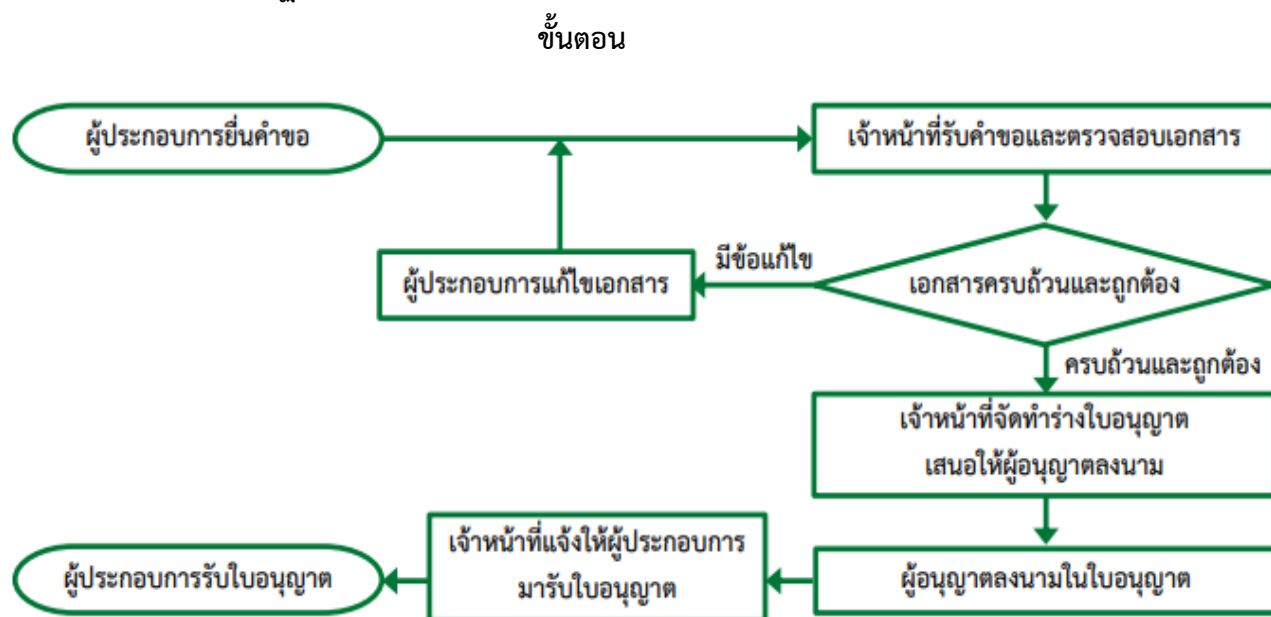 ขั้นตอน
ผู้ประกอบการยื่นคำขอ
เจ้าหน้าที่รับคำขอและตรวจสอบเอกสาร
มีข้อแก้ไข
ผู้ประกอบการแก้ไขเอกสาร
เอกสารครบถ้วนและถูกต้อง
ครบถ้วนและถูกต้อง
เจ้าหน้าที่จัดทำร่างใบอนุญาต
เสนอให้ผู้อนุญาตลงนาม
ผู้อนุญาตลงนามในใบอนุญาต
เจ้าหน้าที่แจ้งให้ผู้ประกอบการ
มารับใบอนุญาต
ผู้ประกอบการรับใบอนุญาต